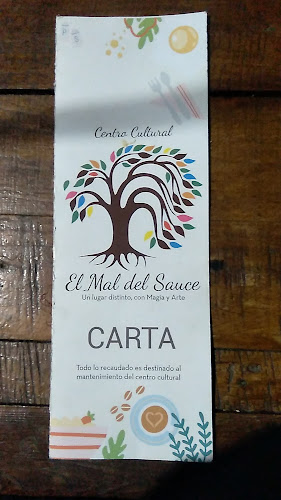 Centro Cultural
El Mal del Sauce
Un lugar distinto, con Magia y Arte
CARTA
Todo lo recaudado es destinado al
mantenimiento del centro cultural